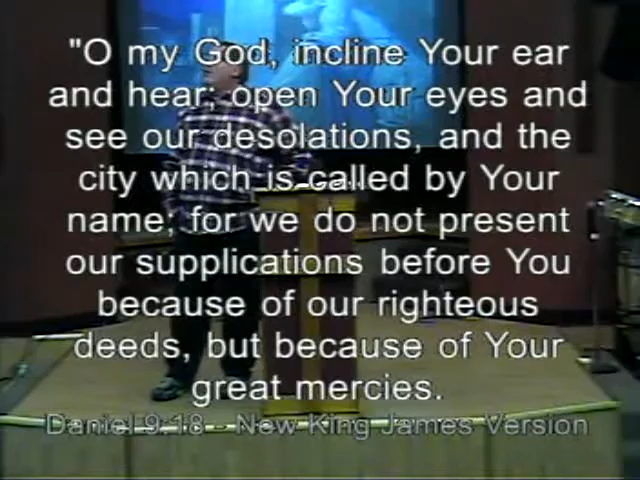 "O my God, incline Your ear
and hear; open Your eyes and
see our desolations, and the
city which is called by Your
name; for we do not present
our supplications before You
because of our righteous
deeds, but because of Your
great mercies.
Daniel 9:18 - New King James Version